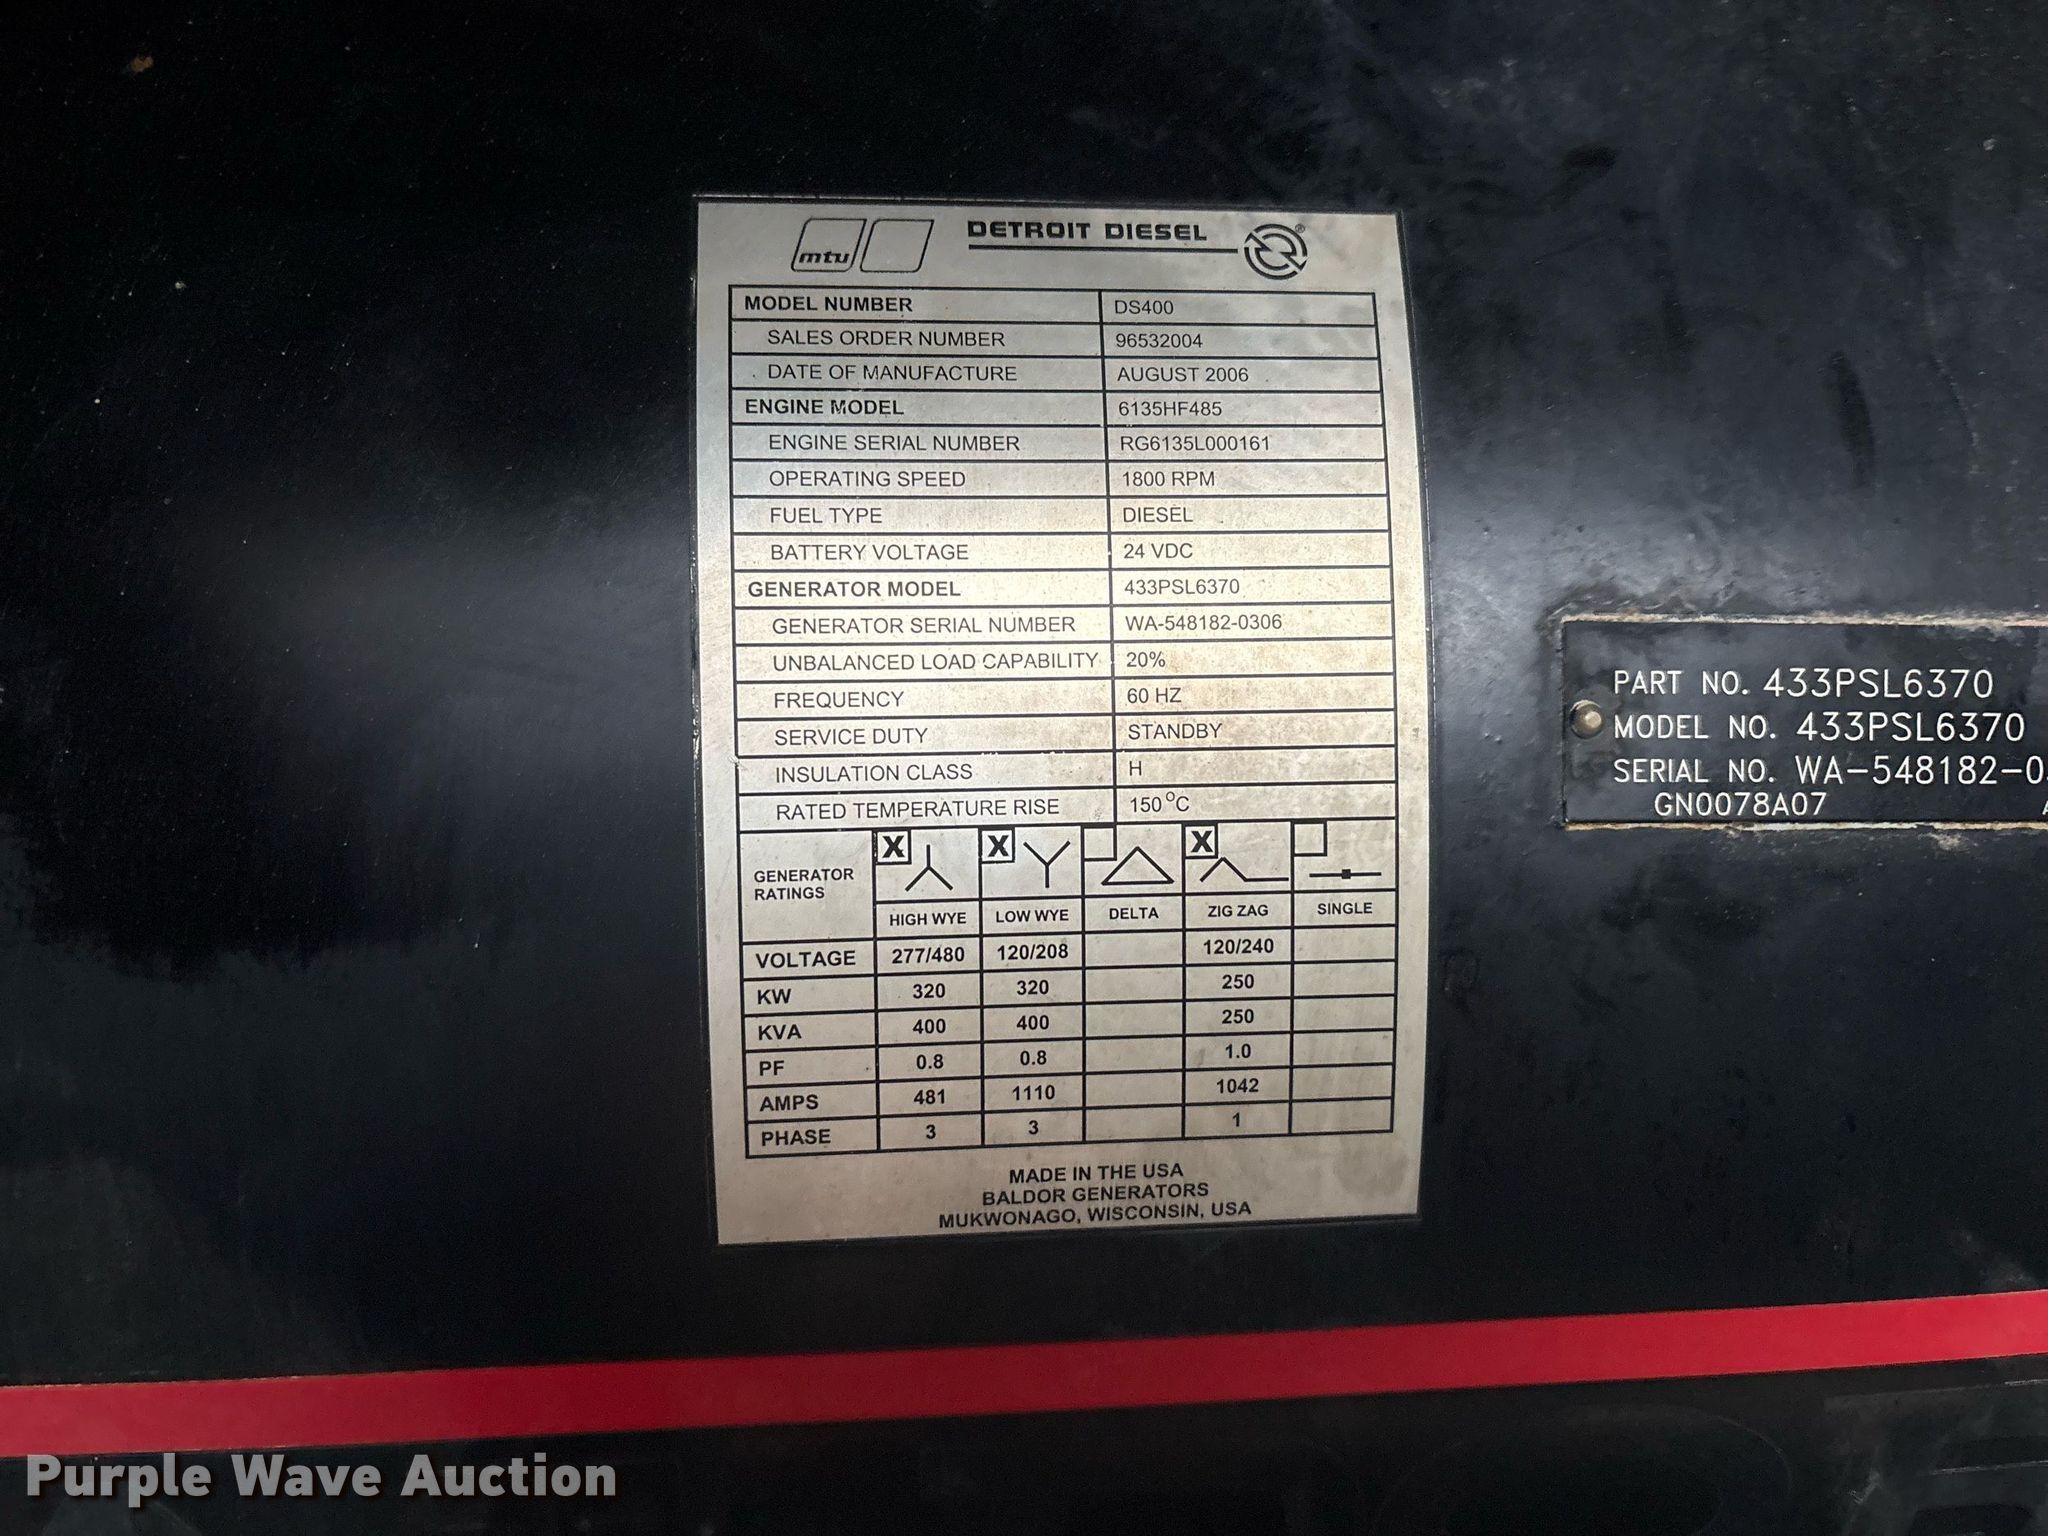 mtu DETROIT DIESEL ®
MODEL NUMBER DS400
SALES ORDER NUMBER 96532004
DATE OF MANUFACTURE AUGUST 2006
ENGINE MODEL 6135HF485
ENGINE SERIAL NUMBER RG6135L000161
OPERATING SPEED 1800 RPM
FUEL TYPE DIESEL
BATTERY VOLTAGE 24 VDC
GENERATOR MODEL 433PSL6370
GENERATOR SERIAL NUMBER WA-548182-0306
UNBALANCED LOAD CAPABILITY 20%
FREQUENCY 60 HZ
SERVICE DUTY STANDBY
INSULATION CLASS H
RATED TEMPERATURE RISE 150 °C
GENERATOR RATINGS X X X
HIGH WYE LOW WYE DELTA ZIG ZAG SINGLE
VOLTAGE 277/480 120/208 120/240
KW 320 320 250
KVA 400 400 250
PF 0.8 0.8 1.0
AMPS 481 1110 1042
PHASE 3 3 1
MADE IN THE USA
BALDOR GENERATORS
MUKWONAGO, WISCONSIN, USA
PART NO. 433PSL6370
MODEL NO. 433PSL6370
SERIAL NO. WA-548182-0
GN0078A07
Purple Wave Auction